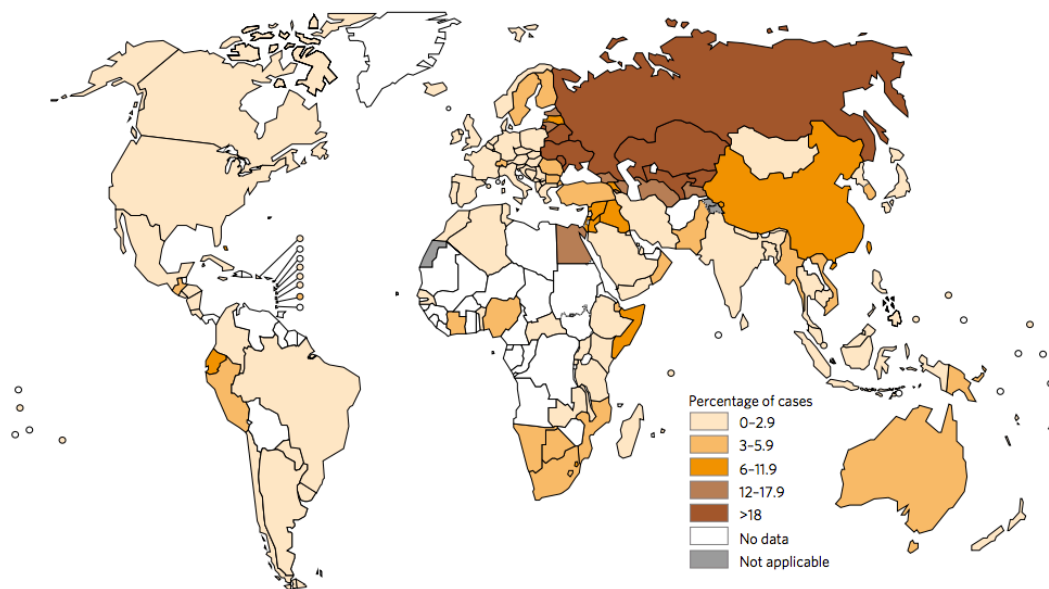 Percentage of cases
0–2.9
3–5.9
6–11.9
12–17.9
>18
No data
Not applicable